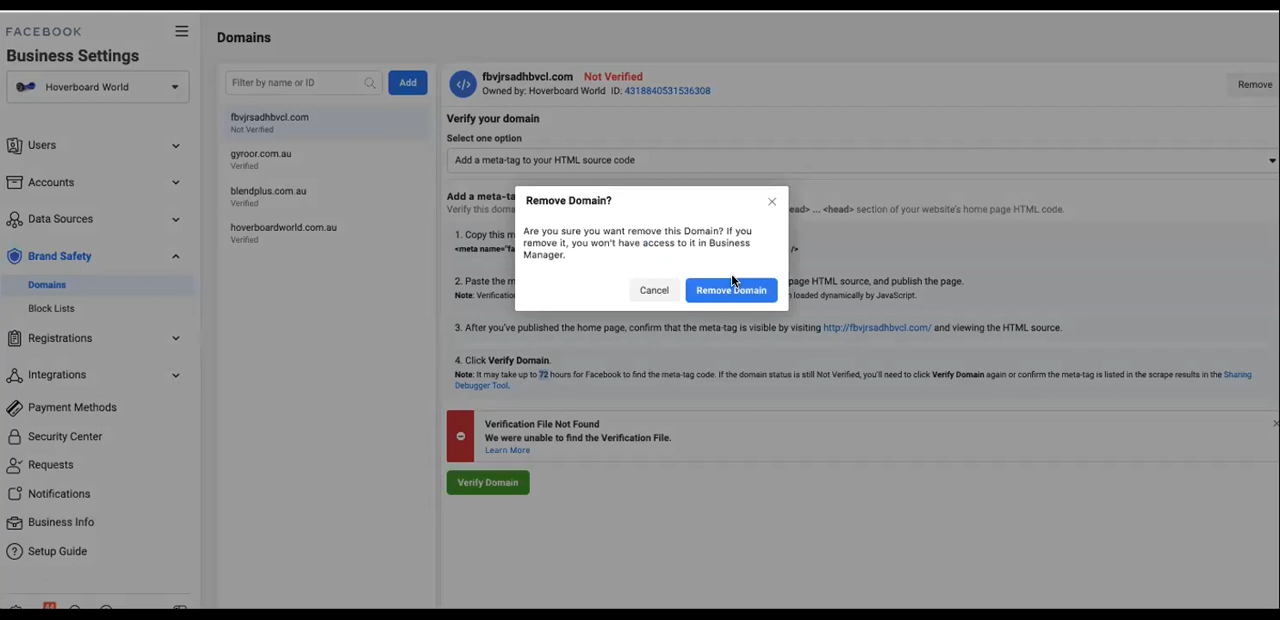 FACEBOOK
Business Settings
Hoverboard World
Users
Accounts
Data Sources
Brand Safety
Domains
Block Lists
Registrations
Integrations
Payment Methods
Security Center
Requests
Notifications
Business Info
Setup Guide
Domains
Filter by name or ID
Add
fbvjrsadhbvcl.com
Not Verified
gyroor.com.au
Verified
blendplus.com.au
Verified
hoverboardworld.com.au
Verified
fbvjrsadhbvcl.com Not Verified
Owned by: Hoverboard World ID: 4318840531536308
Remove
Verify your domain
Select one option
Add a meta-tag to your HTML source code
Add a meta-ta
Verify this dom ead> ... <head> section of your website's home page HTML code.
1. Copy this m
<meta name="fa />
2. Paste the m page HTML source, and publish the page.
Note: Verification loaded dynamically by JavaScript.
3. After you've published the home page, confirm that the meta-tag is visible by visiting http://fbvjrsadhbvcl.com/ and viewing the HTML source.
4. Click Verify Domain.
Note: It may take up to 72 hours for Facebook to find the meta-tag code. If the domain status is still Not Verified, you'll need to click Verify Domain again or confirm the meta-tag is listed in the scrape results in the Sharing
Debugger Tool.
Verification File Not Found
We were unable to find the Verification File.
Learn More
Verify Domain
Remove Domain?
Are you sure you want remove this Domain? If you
remove it, you won't have access to it in Business
Manager.
Cancel
Remove Domain